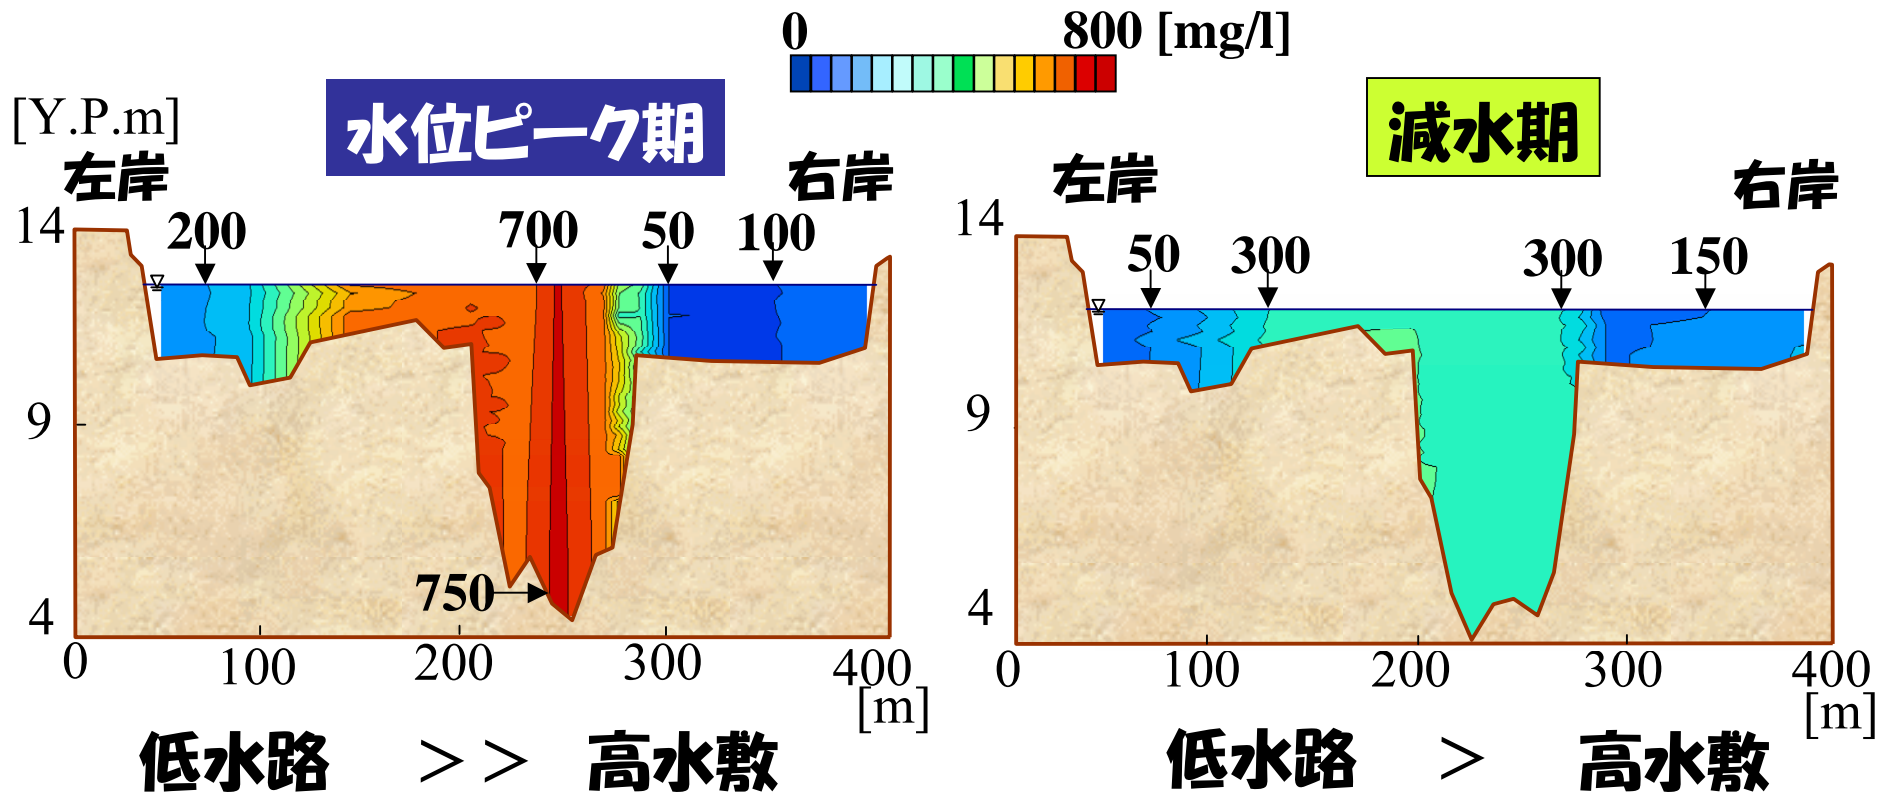 0 800 [mg/l]
[Y.P.m]
水位ピーク期
減水期
左岸 右岸
左岸 右岸
14
200 700 50 100
9
4
750
0 100 200 300 400
[m]
14
50 300 300 150
9
4
0 100 200 300 400
[m]
低水路 >> 高水敷
低水路 > 高水敷